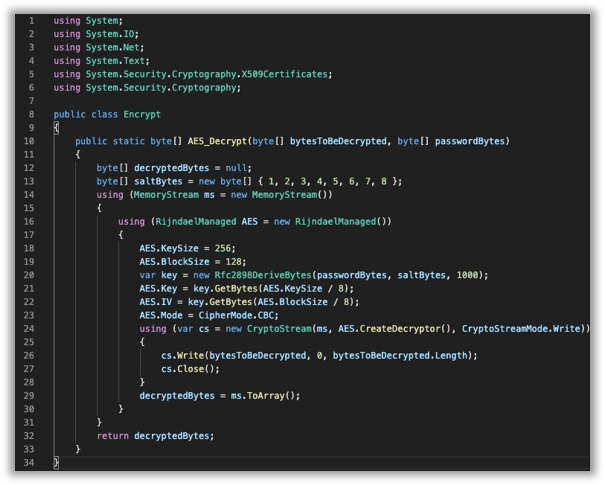 1 using System;
2 using System.IO;
3 using System.Net;
4 using System.Text;
5 using System.Security.Cryptography.X509Certificates;
6 using System.Security.Cryptography;
7
8 public class Encrypt
9 {
10 public static byte[] AES_Decrypt(byte[] bytesToBeDecrypted, byte[] passwordBytes)
11 {
12 byte[] decryptedBytes = null;
13 byte[] saltBytes = new byte[] { 1, 2, 3, 4, 5, 6, 7, 8 };
14 using (MemoryStream ms = new MemoryStream())
15 {
16 using (RijndaelManaged AES = new RijndaelManaged())
17 {
18 AES.KeySize = 256;
19 AES.BlockSize = 128;
20 var key = new Rfc2898DeriveBytes(passwordBytes, saltBytes, 1000);
21 AES.Key = key.GetBytes(AES.KeySize / 8);
22 AES.IV = key.GetBytes(AES.BlockSize / 8);
23 AES.Mode = CipherMode.CBC;
24 using (var cs = new CryptoStream(ms, AES.CreateDecryptor(), CryptoStreamMode.Write))
25 {
26 cs.Write(bytesToBeDecrypted, 0, bytesToBeDecrypted.Length);
27 cs.Close();
28 }
29 decryptedBytes = ms.ToArray();
30 }
31 }
32 return decryptedBytes;
33 }
34 }